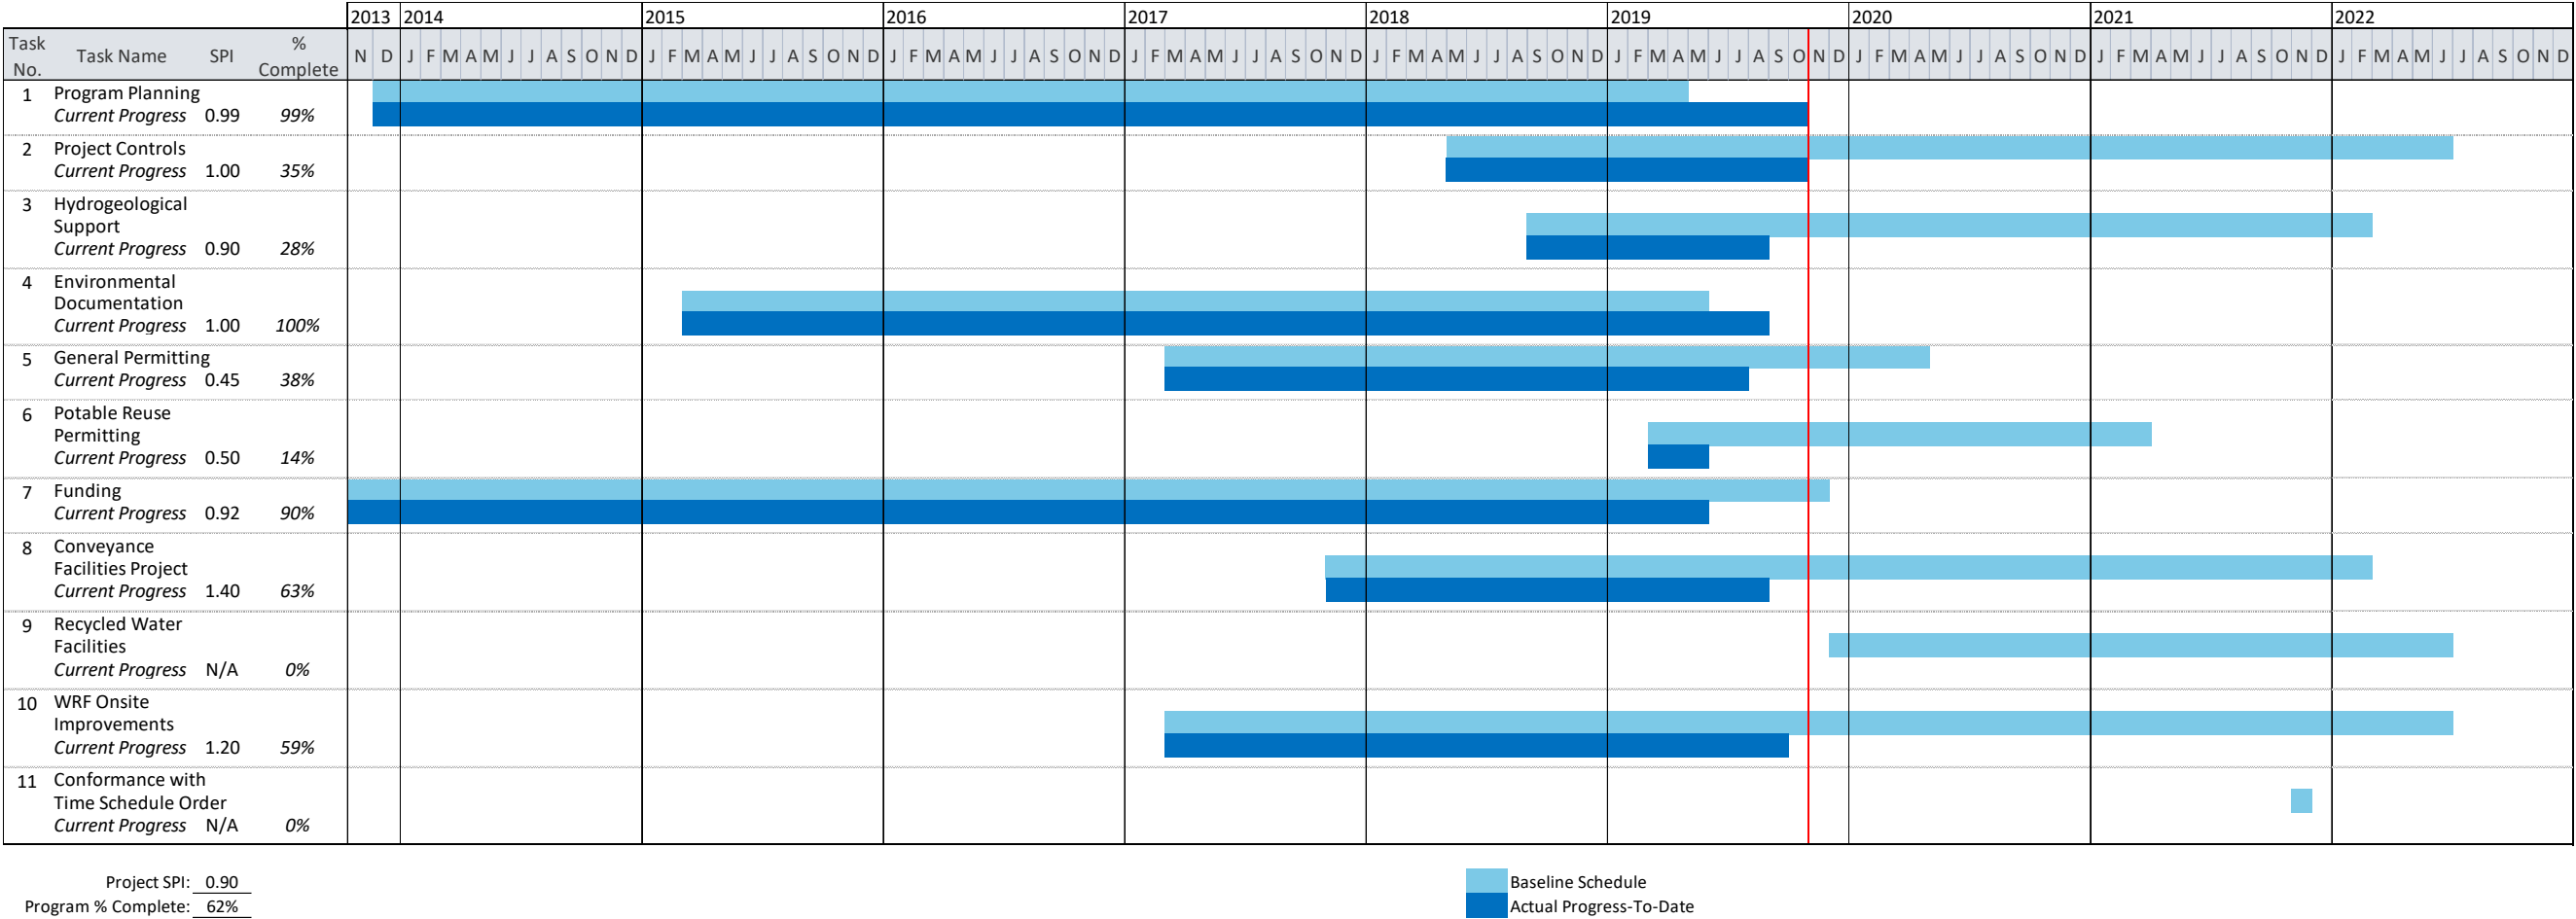 2013 2014 2015 2016 2017 2018 2019 2020 2021 2022
Task No. Task Name SPI % Complete N D J F M A M J J A S O N D J F M A M J J A S O N D J F M A M J J A S O N D J F M A M J J A S O N D J F M A M J J A S O N D J F M A M J J A S O N D J F M A M J J A S O N D J F M A M J J A S O N D J F M A M J J A S O N D
1 Program Planning
Current Progress 0.99 99%
2 Project Controls
Current Progress 1.00 35%
3 Hydrogeological
Support
Current Progress 0.90 28%
4 Environmental
Documentation
Current Progress 1.00 100%
5 General Permitting
Current Progress 0.45 38%
6 Potable Reuse
Permitting
Current Progress 0.50 14%
7 Funding
Current Progress 0.92 90%
8 Conveyance
Facilities Project
Current Progress 1.40 63%
9 Recycled Water
Facilities
Current Progress N/A 0%
10 WRF Onsite
Improvements
Current Progress 1.20 59%
11 Conformance with
Time Schedule Order
Current Progress N/A 0%
Project SPI: 0.90
Program % Complete: 62%
Baseline Schedule
Actual Progress-To-Date